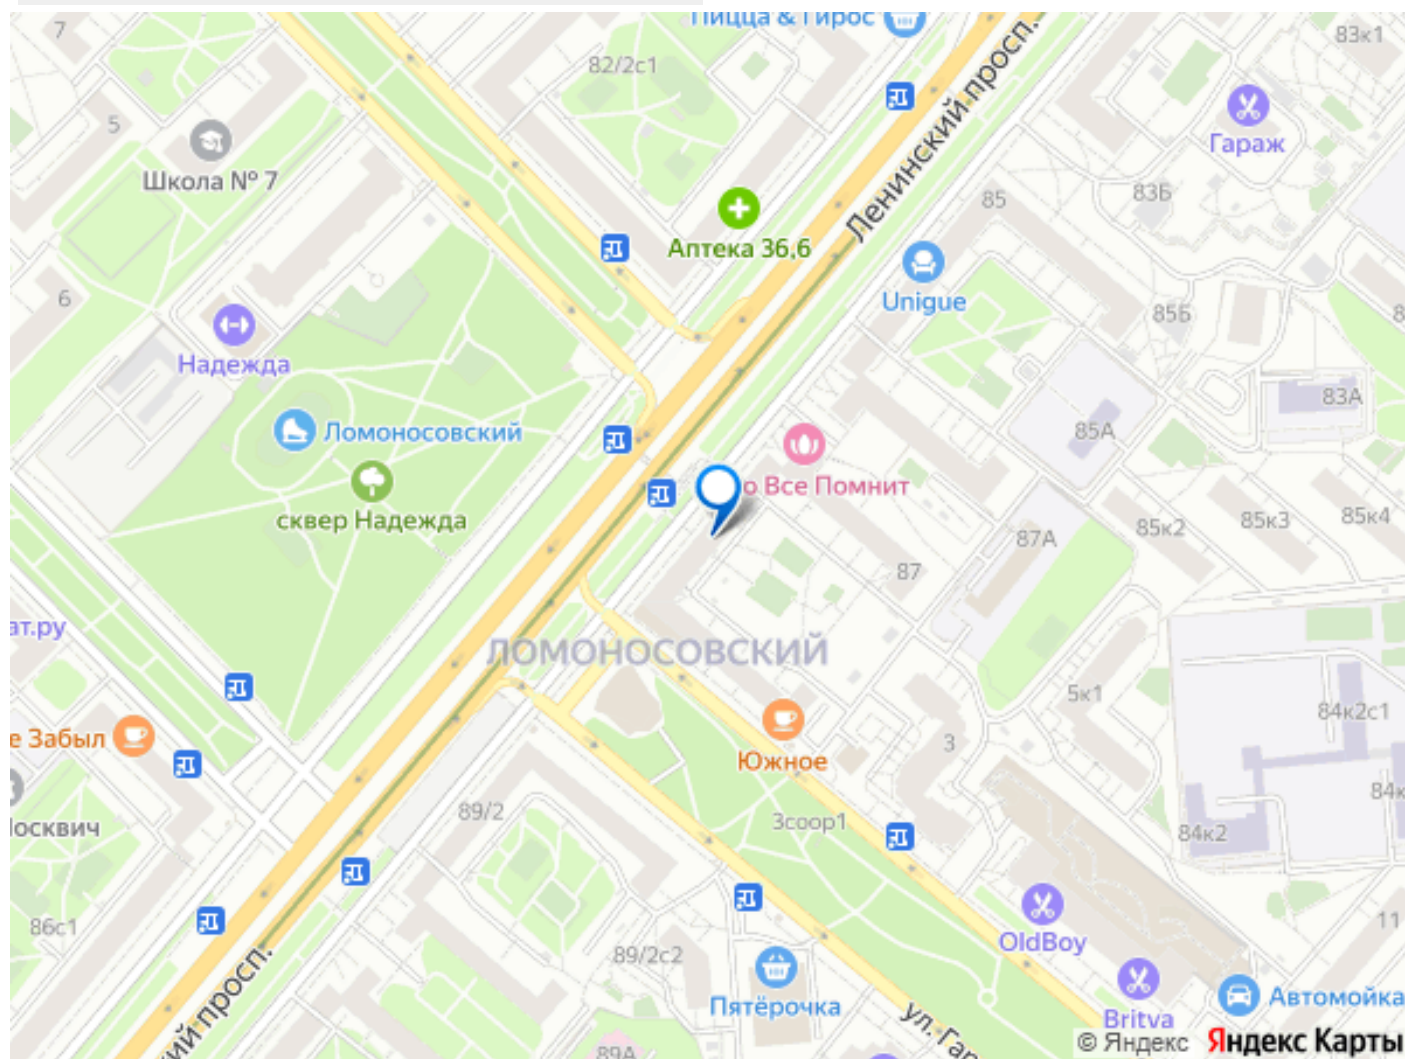 7
Пицца & Гирос
83к1
82/2с1
Гараж
5
Школа № 7
Ленинский просп.
85
83Б
Аптека 36,6
Unigue
6
85Б
8
Надежда
83А
Ломоносовский
85А
о Все Помнит
сквер Надежда
87А
85к2
85к3
85к4
87
ат.ру
ЛОМОНОСОВСКИЙ
5к1
84к2с1
е Забыл
Южное
3
89/2
3соор1
84к
осквич
84к2
86с1
OldBoy
11
89/2с2
кий просп.
Пятёрочка
ул. Гар
Britva
Автомойка
89А
© Яндекс Яндекс Карты